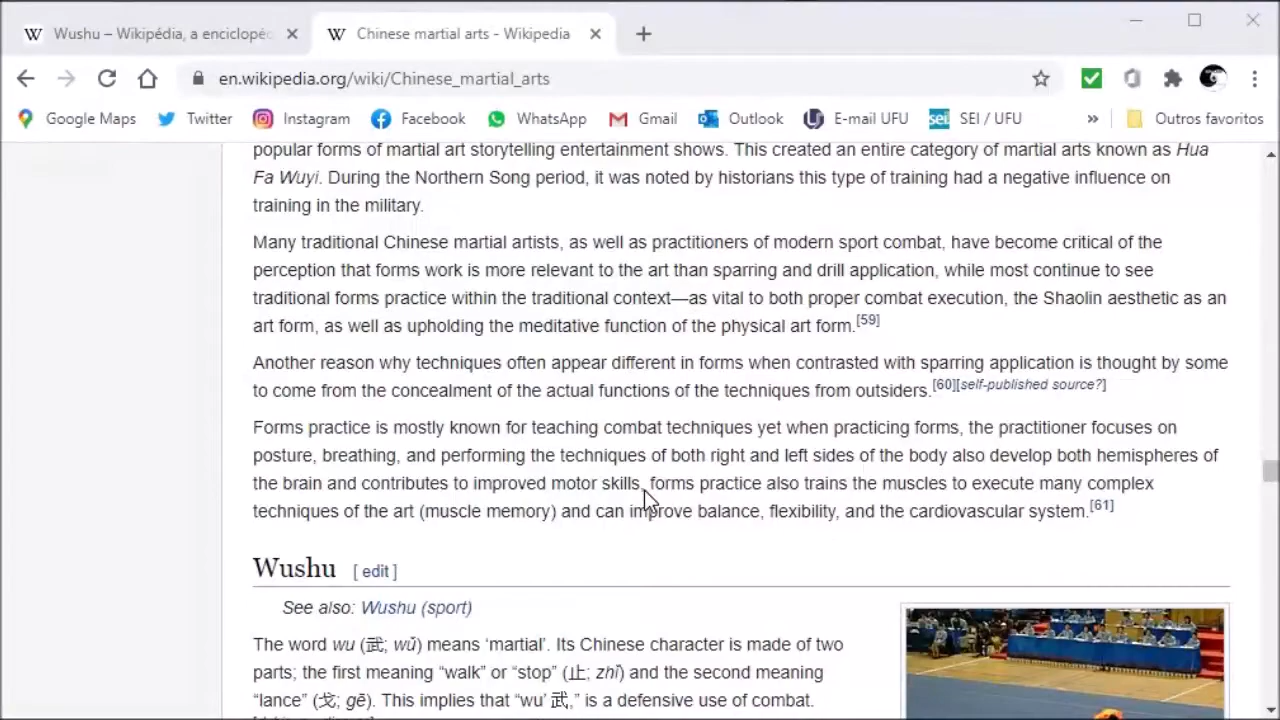 Wushu – Wikipédia, a enciclopéd
Chinese martial arts - Wikipedia
en.wikipedia.org/wiki/Chinese_martial_arts
Google Maps Twitter Instagram Facebook WhatsApp Gmail Outlook E-mail UFU sei! SEI / UFU » Outros favoritos
popular forms of martial art storytelling entertainment shows. This created an entire category of martial arts known as Hua
Fa Wuyi. During the Northern Song period, it was noted by historians this type of training had a negative influence on
training in the military.
Many traditional Chinese martial artists, as well as practitioners of modern sport combat, have become critical of the
perception that forms work is more relevant to the art than sparring and drill application, while most continue to see
traditional forms practice within the traditional context—as vital to both proper combat execution, the Shaolin aesthetic as an
art form, as well as upholding the meditative function of the physical art form.[59]
Another reason why techniques often appear different in forms when contrasted with sparring application is thought by some
to come from the concealment of the actual functions of the techniques from outsiders.[60][self-published source?]
Forms practice is mostly known for teaching combat techniques yet when practicing forms, the practitioner focuses on
posture, breathing, and performing the techniques of both right and left sides of the body also develop both hemispheres of
the brain and contributes to improved motor skills, forms practice also trains the muscles to execute many complex
techniques of the art (muscle memory) and can improve balance, flexibility, and the cardiovascular system.[61]
Wushu [ edit ]
See also: Wushu (sport)
The word wu (武; wǔ) means ‘martial’. Its Chinese character is made of two
parts; the first meaning “walk” or “stop” (止; zhǐ) and the second meaning
“lance” (戈; gē). This implies that “wu’ 武,” is a defensive use of combat.